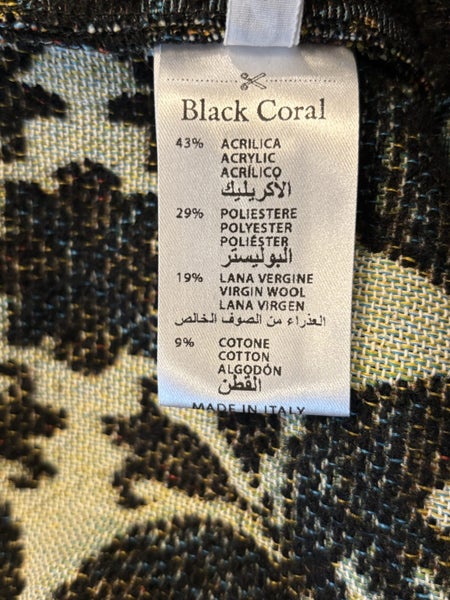 Black Coral
43% ACRILICA
ACRYLIC
ACRÍLICO
الاكريليك
29% POLIESTERE
POLYESTER
POLIÉSTER
البوليستر
19% LANA VERGINE
VIRGIN WOOL
LANA VIRGEN
العذراء من الصوف الخالص
9% COTONE
COTTON
ALGODÓN
القطن
MADE IN ITALY